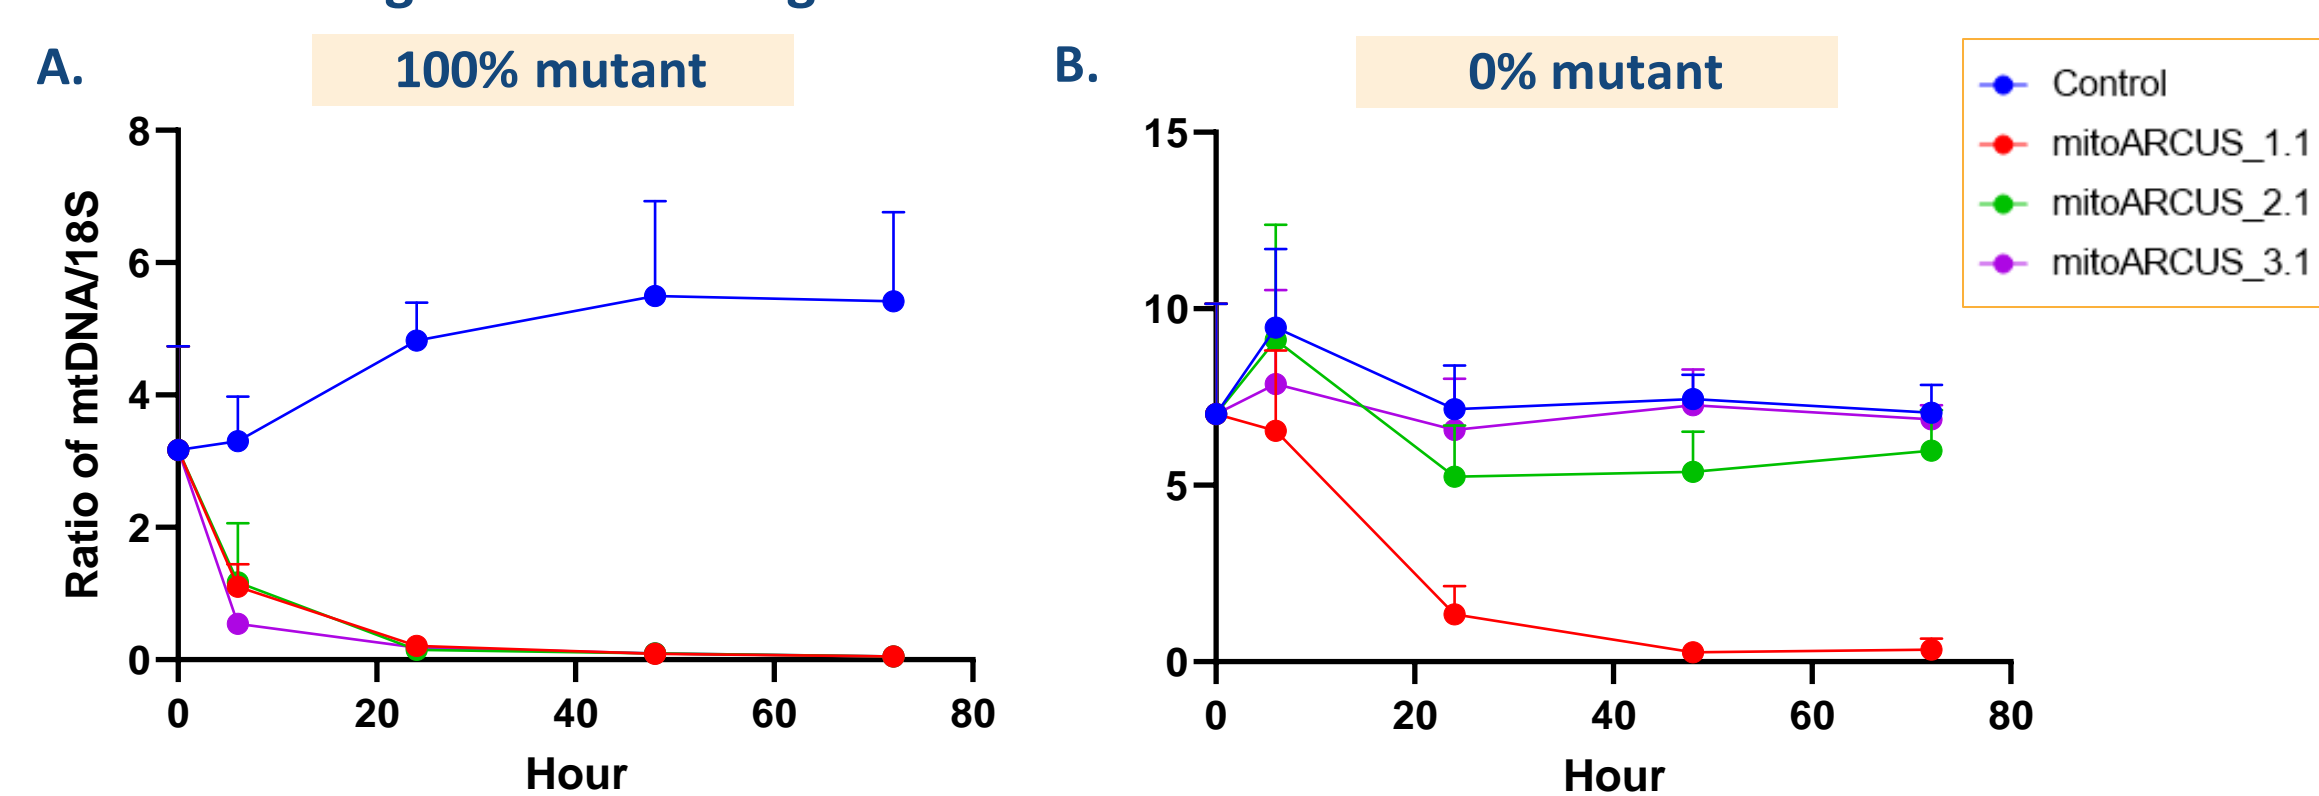 A.
100% mutant
8
6
4
2
0
Ratio of mtDNA/18S
0 20 40 60 80
Hour
B.
0% mutant
15
10
5
0
0 20 40 60 80
Hour
Control
mitoARCUS_1.1
mitoARCUS_2.1
mitoARCUS_3.1